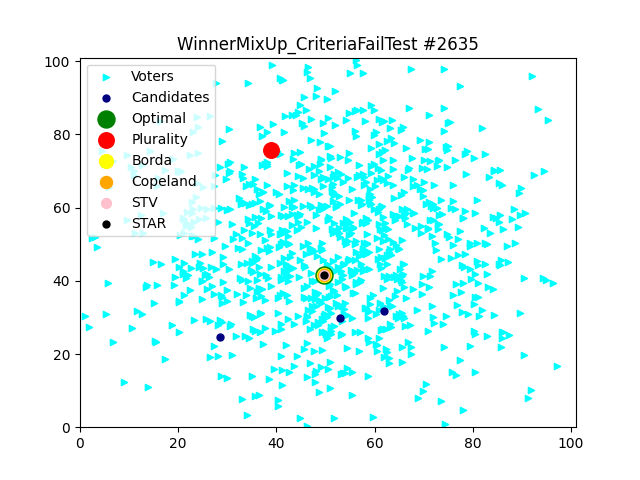 WinnerMixUp_CriteriaFailTest #2635
100
80
60
40
20
0
0
20
40
60
80
100
Voters
Candidates
Optimal
Plurality
Borda
Copeland
STV
STAR